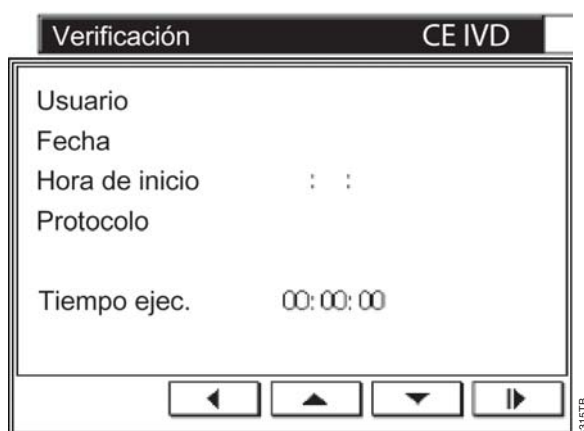 Verificación CE IVD
Usuario
Fecha
Hora de inicio : :
Protocolo
Tiempo ejec. 00:00:00